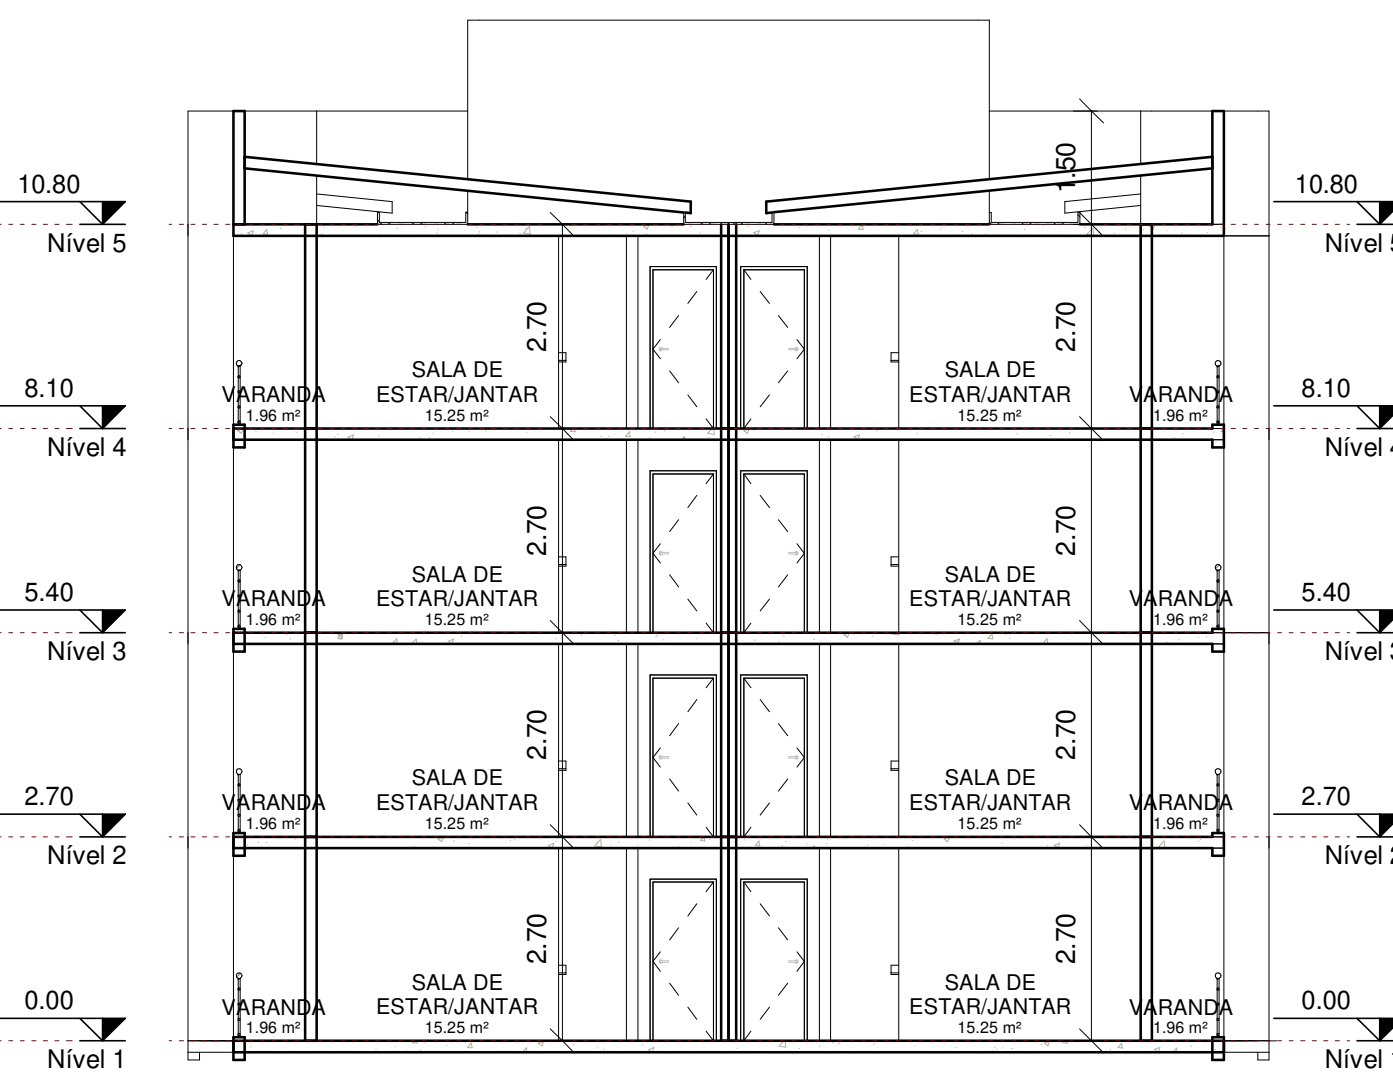 1.50
10.80
10.80
Nível 5
Nível 5
2.70
2.70
8.10
SALA DE
SALA DE
8.10
VARANDA
ESTAR/JANTAR
ESTAR/JANTAR
VARANDA
1.96 m²
15.25 m²
15.25 m²
1.96 m²
Nível 4
Nível 4
2.70
2.70
5.40
SALA DE
SALA DE
5.40
VARANDA
ESTAR/JANTAR
ESTAR/JANTAR
VARANDA
1.96 m²
15.25 m²
15.25 m²
1.96 m²
Nível 3
Nível 3
2.70
2.70
2.70
SALA DE
SALA DE
2.70
VARANDA
ESTAR/JANTAR
ESTAR/JANTAR
VARANDA
1.96 m²
15.25 m²
15.25 m²
1.96 m²
Nível 2
Nível 2
2.70
2.70
0.00
SALA DE
SALA DE
0.00
VARANDA
ESTAR/JANTAR
ESTAR/JANTAR
VARANDA
1.96 m²
15.25 m²
15.25 m²
1.96 m²
Nível 1
Nível 1